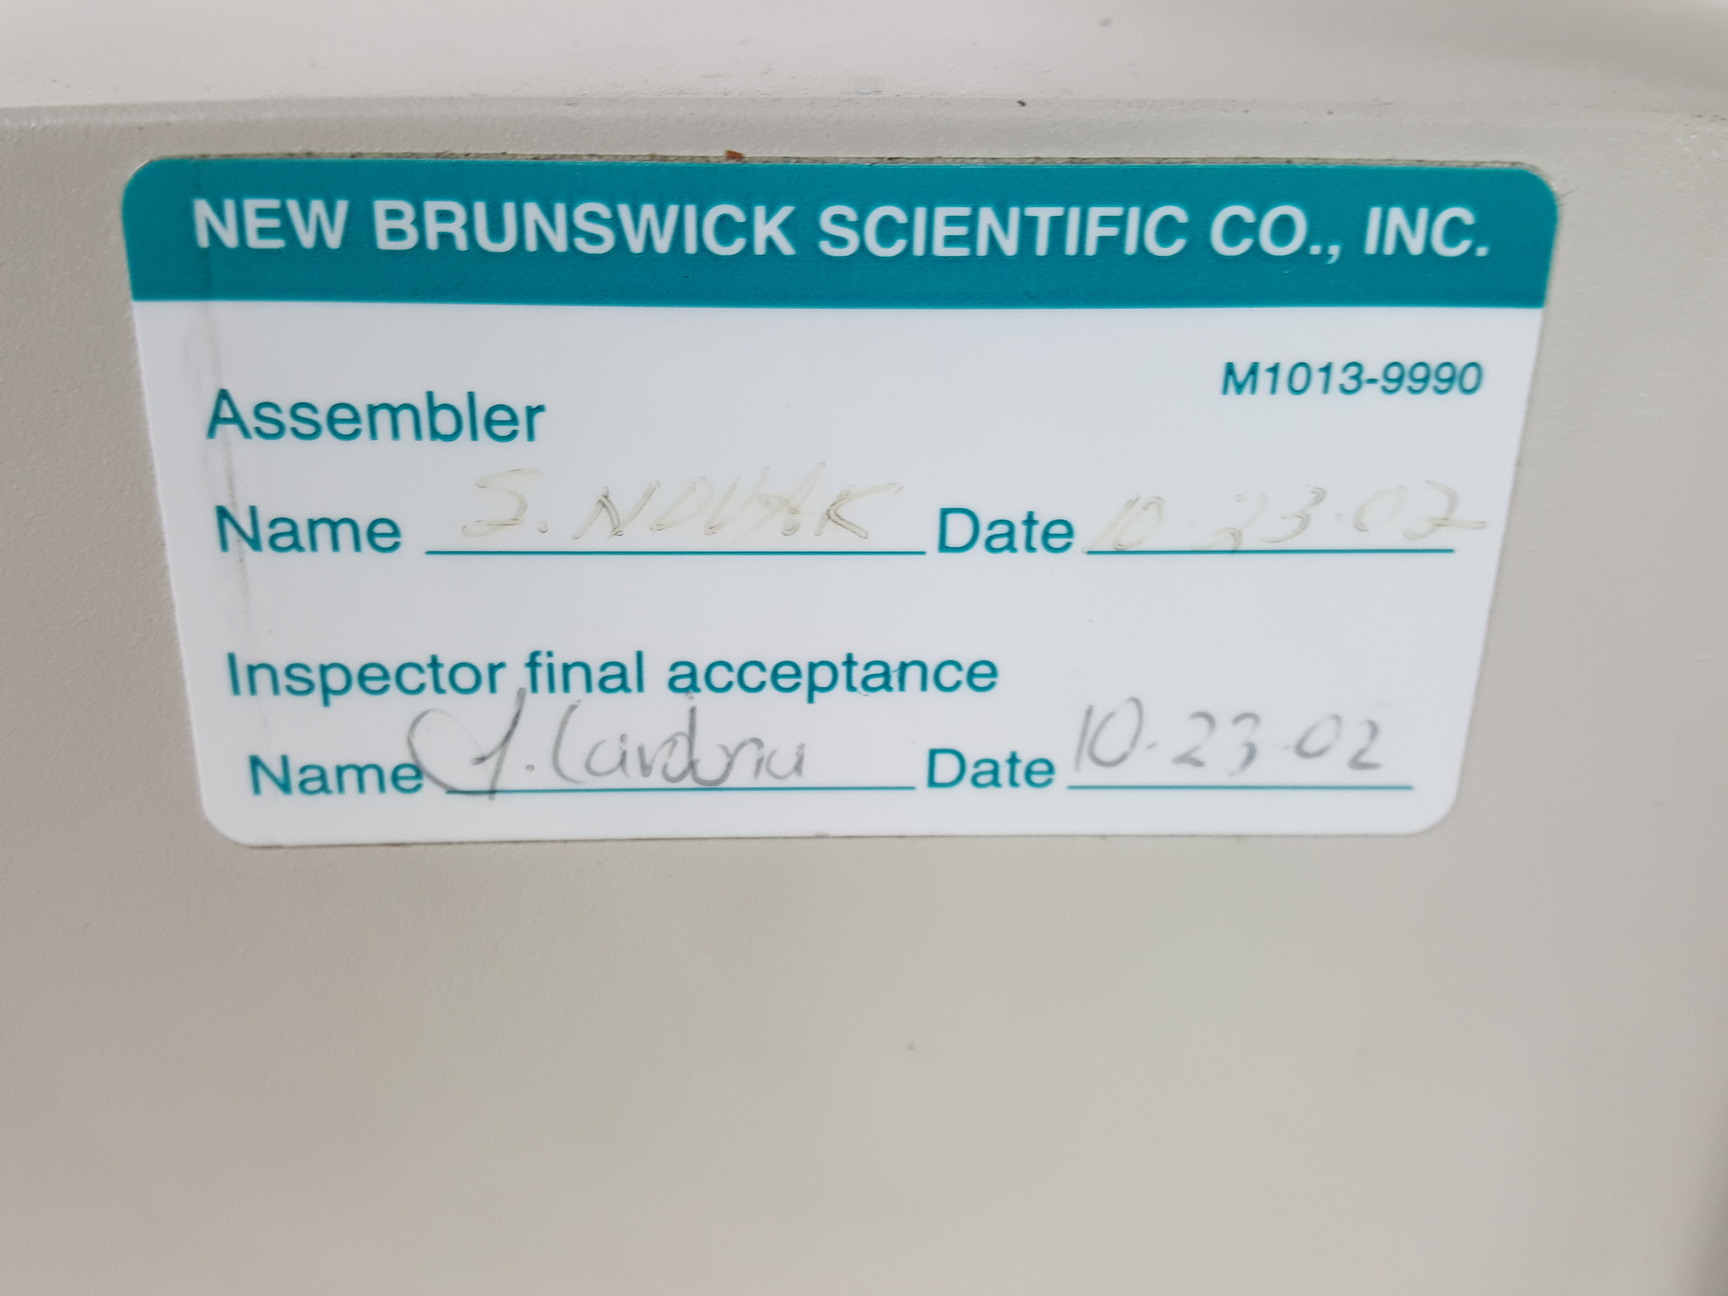 NEW BRUNSWICK SCIENTIFIC CO., INC.
M1013-9990
Assembler
Name S. NOVAK Date 10-23-02
Inspector final acceptance
Name Date 10-23-02